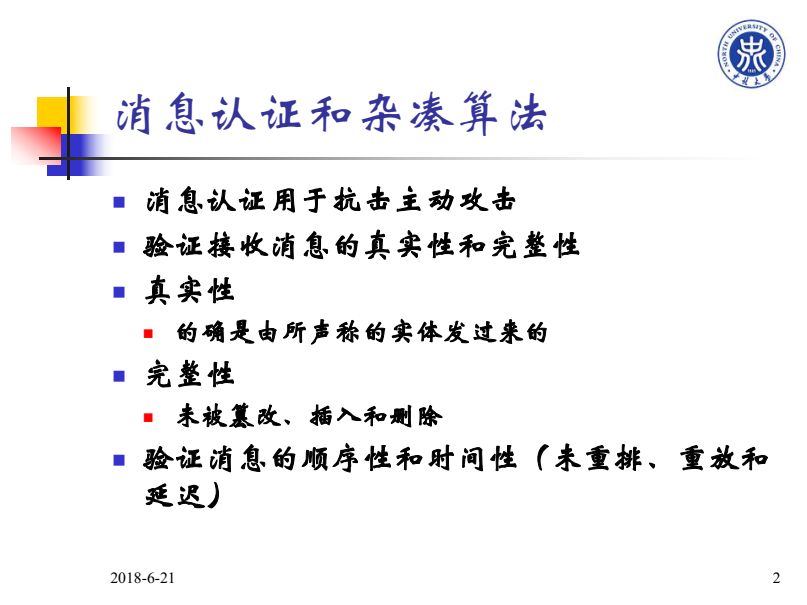 NORTH UNIVERSITY OF CHINA
中北大学
消息认证和杂凑算法
消息认证用于抗击主动攻击
验证接收消息的真实性和完整性
真实性
的确是由所声称的实体发过来的
完整性
未被篡改、插入和删除
验证消息的顺序性和时间性（未重排、重放和
延迟）
2018-6-21
2